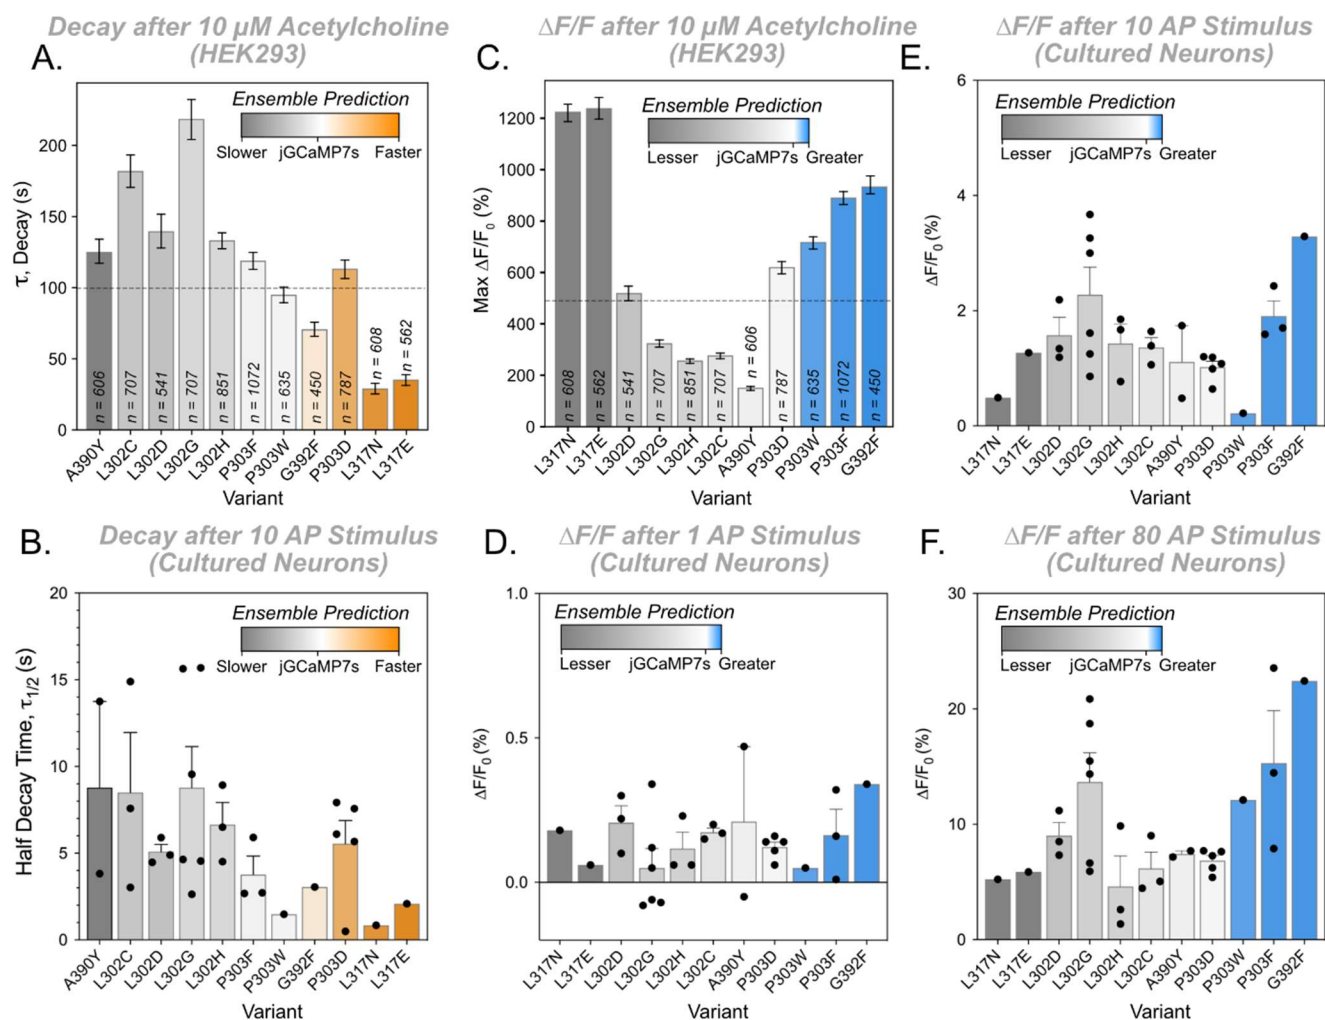 A.
Decay after 10 µM Acetylcholine
(HEK293)
τ, Decay (s)
200
150
100
50
0
Ensemble Prediction
Slower jGCaMP7s Faster
n = 606
n = 707
n = 541
n = 707
n = 851
n = 1072
n = 635
n = 450
n = 787
n = 608
n = 562
A390Y
L302C
L302D
L302G
L302H
P303F
P303W
G392F
P303D
L317N
L317E
Variant
C.
ΔF/F after 10 µM Acetylcholine
(HEK293)
Max ΔF/F0 (%)
1200
1000
800
600
400
200
0
Ensemble Prediction
Lesser jGCaMP7s Greater
n = 608
n = 562
n = 541
n = 707
n = 851
n = 707
n = 606
n = 787
n = 635
n = 1072
n = 450
L317N
L317E
L302D
L302G
L302H
L302C
A390Y
P303D
P303W
P303F
G392F
Variant
E.
ΔF/F after 10 AP Stimulus
(Cultured Neurons)
ΔF/F0 (%)
6
4
2
0
Ensemble Prediction
Lesser jGCaMP7s Greater
L317N
L317E
L302D
L302G
L302H
L302C
A390Y
P303D
P303W
P303F
G392F
Variant
B.
Decay after 10 AP Stimulus
(Cultured Neurons)
Half Decay Time, τ1/2 (s)
20
15
10
5
0
Ensemble Prediction
Slower jGCaMP7s Faster
A390Y
L302C
L302D
L302G
L302H
P303F
P303W
G392F
P303D
L317N
L317E
Variant
D.
ΔF/F after 1 AP Stimulus
(Cultured Neurons)
ΔF/F0 (%)
1.0
0.5
0.0
Ensemble Prediction
Lesser jGCaMP7s Greater
L317N
L317E
L302D
L302G
L302H
L302C
A390Y
P303D
P303W
P303F
G392F
Variant
F.
ΔF/F after 80 AP Stimulus
(Cultured Neurons)
ΔF/F0 (%)
30
20
10
0
Ensemble Prediction
Lesser jGCaMP7s Greater
L317N
L317E
L302D
L302G
L302H
L302C
A390Y
P303D
P303W
P303F
G392F
Variant